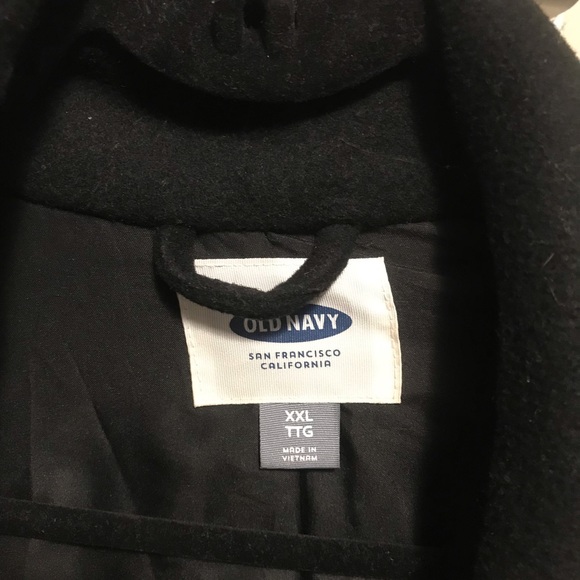 OLD NAVY
SAN FRANCISCO
CALIFORNIA
XXL
TTG
MADE IN
VIETNAM